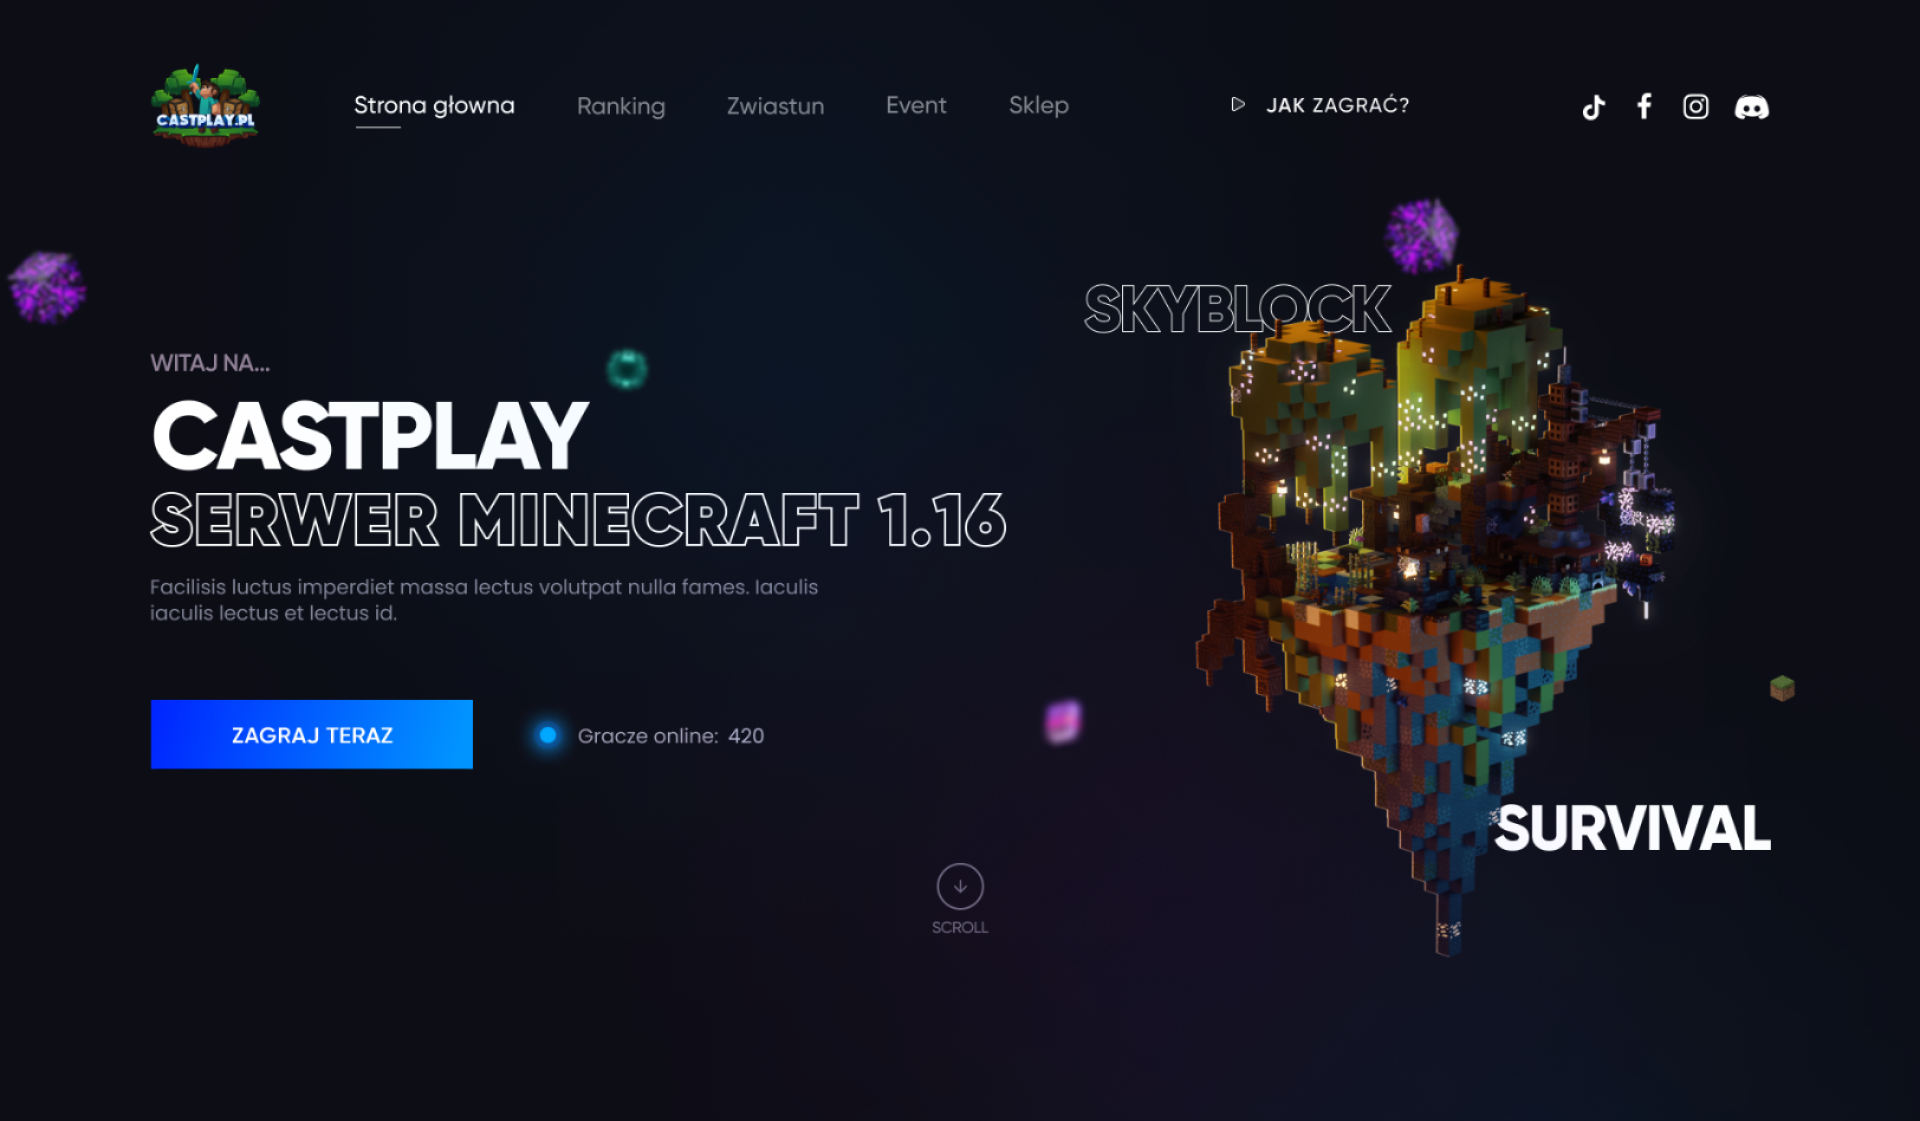 CASTPLAY.PL
Strona głowna
Ranking
Zwiastun
Event
Sklep
JAK ZAGRAĆ?
SKYBLOCK
WITAJ NA...
CASTPLAY
SERWER MINECRAFT 1.16
Facilisis luctus imperdiet massa lectus volutpat nulla fames. Iaculis
iaculis lectus et lectus id.
ZAGRAJ TERAZ
Gracze online: 420
SURVIVAL
SCROLL